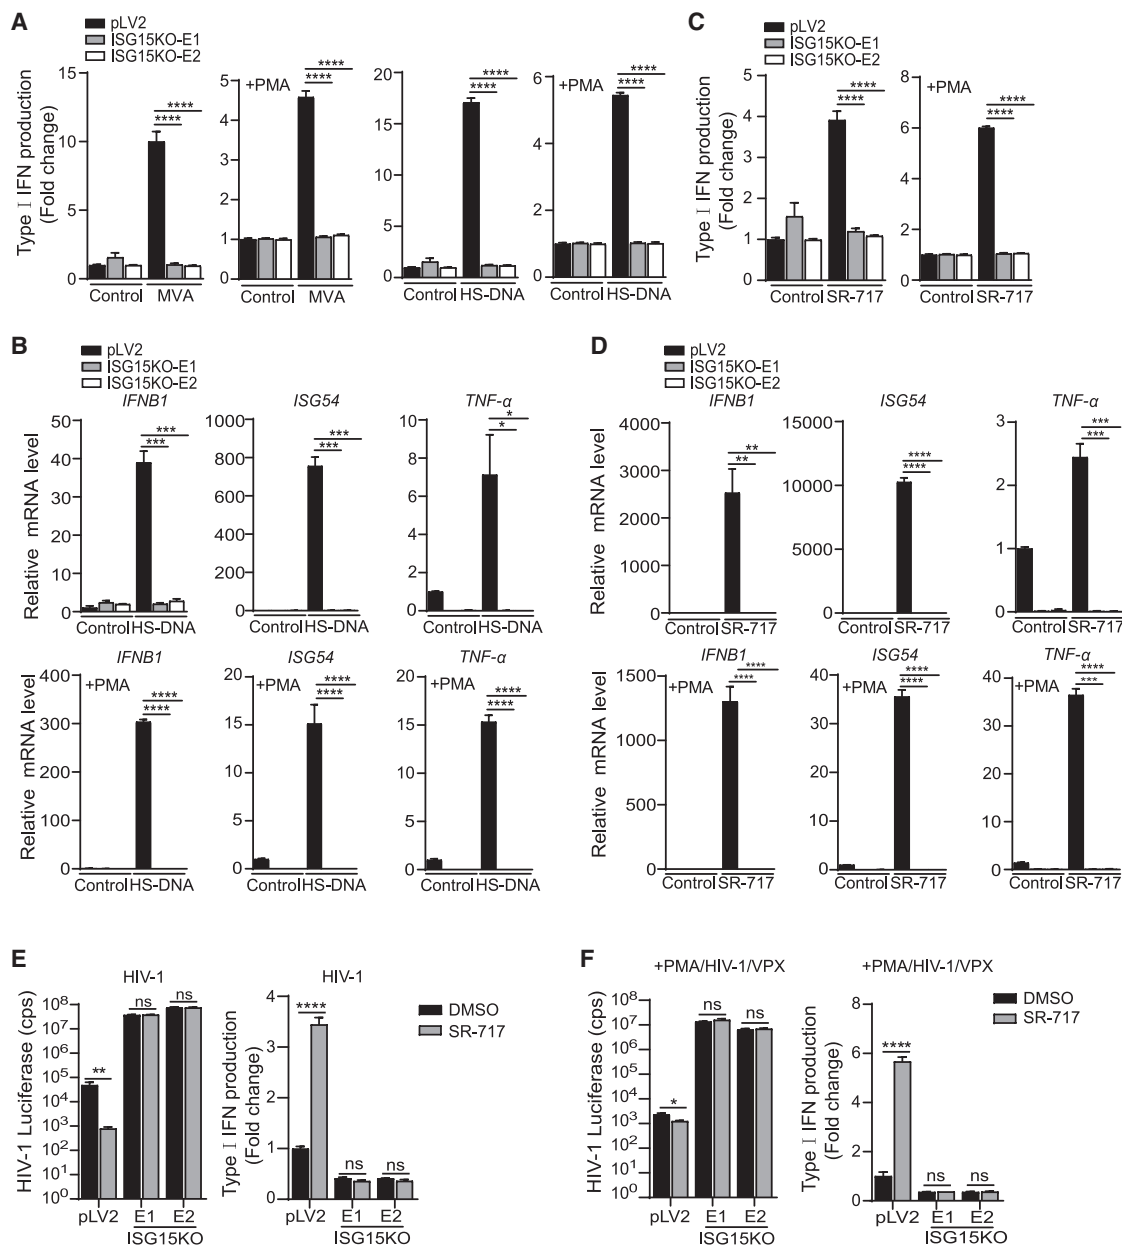 A
pLV2
ISG15KO-E1
ISG15KO-E2
Type I IFN production
(Fold change)
15
10
5
0
****
****
Control MVA
+PMA
5
4
3
2
1
0
****
****
Control MVA
20
15
10
5
0
****
****
Control HS-DNA
+PMA
6
4
2
0
****
****
Control HS-DNA
C
pLV2
ISG15KO-E1
ISG15KO-E2
Type I IFN production
(Fold change)
5
4
3
2
1
0
****
****
Control SR-717
+PMA
8
6
4
2
0
****
****
Control SR-717
B
pLV2
ISG15KO-E1
ISG15KO-E2
IFNB1
Relative mRNA level
50
40
30
20
10
0
***
***
Control HS-DNA
ISG54
1000
800
600
400
200
0
***
***
Control HS-DNA
TNF-α
10
8
6
4
2
0
*
*
Control HS-DNA
IFNB1
+PMA
Relative mRNA level
400
300
200
100
0
****
****
Control HS-DNA
ISG54
+PMA
20
15
10
5
0
****
****
Control HS-DNA
TNF-α
+PMA
20
15
10
5
0
****
****
Control HS-DNA
D
pLV2
ISG15KO-E1
ISG15KO-E2
IFNB1
Relative mRNA level
4000
3000
2000
1000
0
**
**
Control SR-717
ISG54
15000
10000
5000
0
****
****
Control SR-717
TNF-α
3
2
1
0
***
***
Control SR-717
IFNB1
+PMA
Relative mRNA level
1500
1000
500
0
****
****
Control SR-717
ISG54
+PMA
40
30
20
10
0
****
****
Control SR-717
TNF-α
+PMA
40
30
20
10
0
****
***
Control SR-717
E
HIV-1
HIV-1 Luciferase (cps)
10⁸
10⁷
10⁶
10⁵
10⁴
10³
10²
10¹
10⁰
**
ns
ns
pLV2 E1 E2
ISG15KO
HIV-1
Type I IFN production
(Fold change)
4
3
2
1
0
****
ns ns
pLV2 E1 E2
ISG15KO
DMSO
SR-717
F
+PMA/HIV-1/VPX
HIV-1 Luciferase (cps)
10⁸
10⁷
10⁶
10⁵
10⁴
10³
10²
10¹
10⁰
*
ns
ns
pLV2 E1 E2
ISG15KO
+PMA/HIV-1/VPX
Type I IFN production
(Fold change)
8
6
4
2
0
****
ns ns
pLV2 E1 E2
ISG15KO
DMSO
SR-717